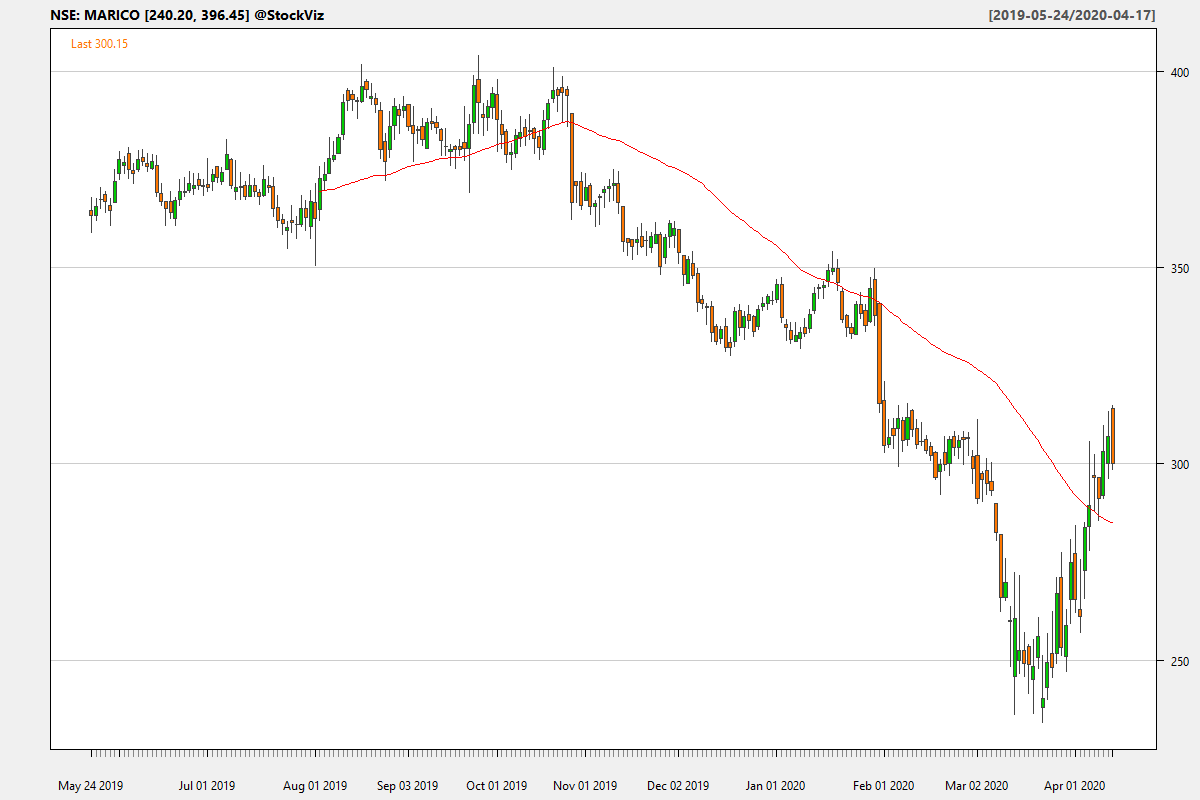 NSE: MARICO [240.20, 396.45] @StockViz
[2019-05-24/2020-04-17]
Last 300.15
400
350
300
250
May 24 2019
Jul 01 2019
Aug 01 2019
Sep 03 2019
Oct 01 2019
Nov 01 2019
Dec 02 2019
Jan 01 2020
Feb 01 2020
Mar 02 2020
Apr 01 2020